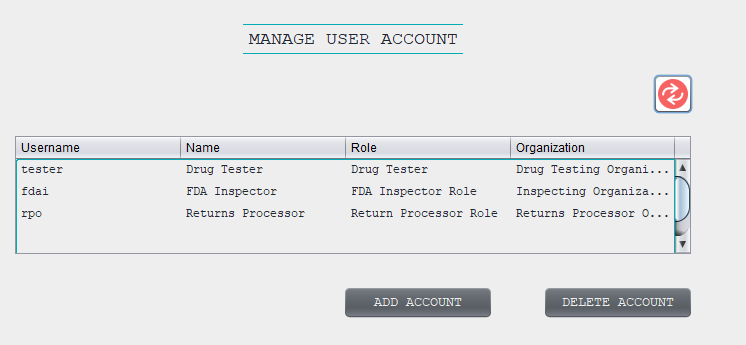 MANAGE USER ACCOUNT
Username Name Role Organization
tester Drug Tester Drug Tester Drug Testing Organi...
fdai FDA Inspector FDA Inspector Role Inspecting Organiza...
rpo Returns Processor Return Processor Role Returns Processor O...
ADD ACCOUNT DELETE ACCOUNT